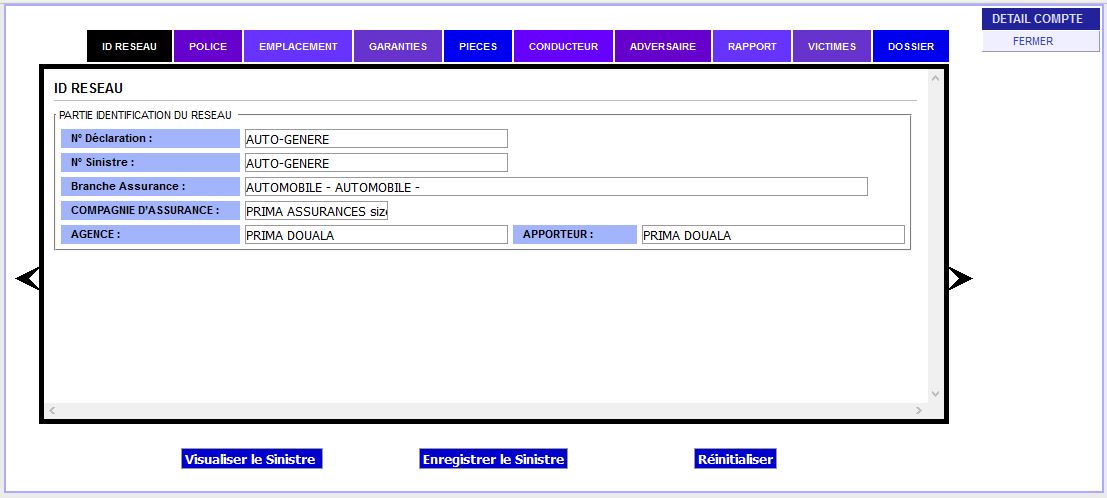 DETAIL COMPTE
FERMER
ID RESEAU POLICE EMPLACEMENT GARANTIES PIECES CONDUCTEUR ADVERSAIRE RAPPORT VICTIMES DOSSIER
ID RESEAU
PARTIE IDENTIFICATION DU RESEAU
N° Déclaration : AUTO-GENERE
N° Sinistre : AUTO-GENERE
Branche Assurance : AUTOMOBILE - AUTOMOBILE -
COMPAGNIE D'ASSURANCE : PRIMA ASSURANCES size
AGENCE : PRIMA DOUALA APPORTEUR : PRIMA DOUALA
Visualiser le Sinistre Enregistrer le Sinistre Réinitialiser